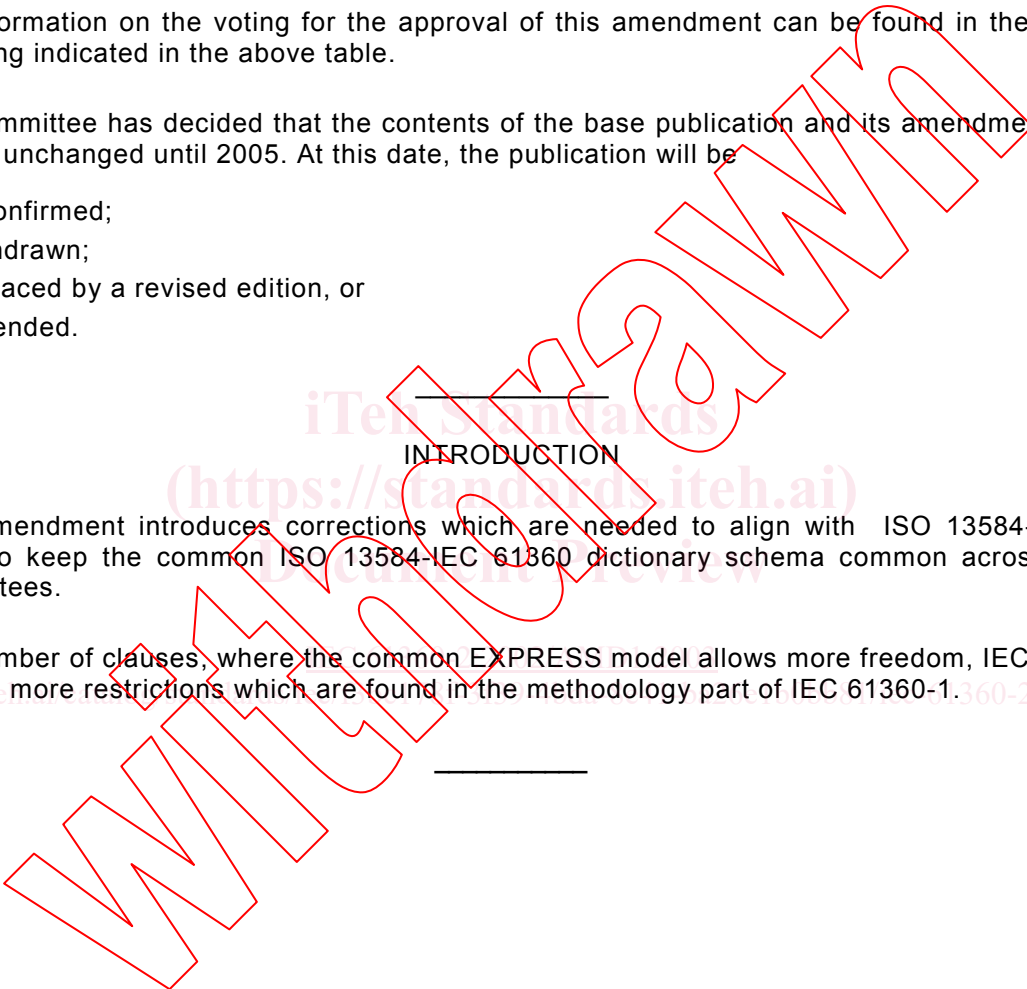 ormation on the voting for the approval of this amendment can be found in the
ng indicated in the above table.
mmittee has decided that the contents of the base publication and its amendme
unchanged until 2005. At this date, the publication will be
onfirmed;
hdrawn;
laced by a revised edition, or
ended.
iTeh Standards
INTRODUCTION
(https://standards.iteh.ai)
mendment introduces corrections which are needed to align with ISO 13584-
o keep the common ISO 13584-IEC 61360 dictionary schema common acros
Document Preview
ttees.
mber of clauses, where the common EXPRESS model allows more freedom, IEC
more restrictions which are found in the methodology part of IEC 61360-1.
withdrawn